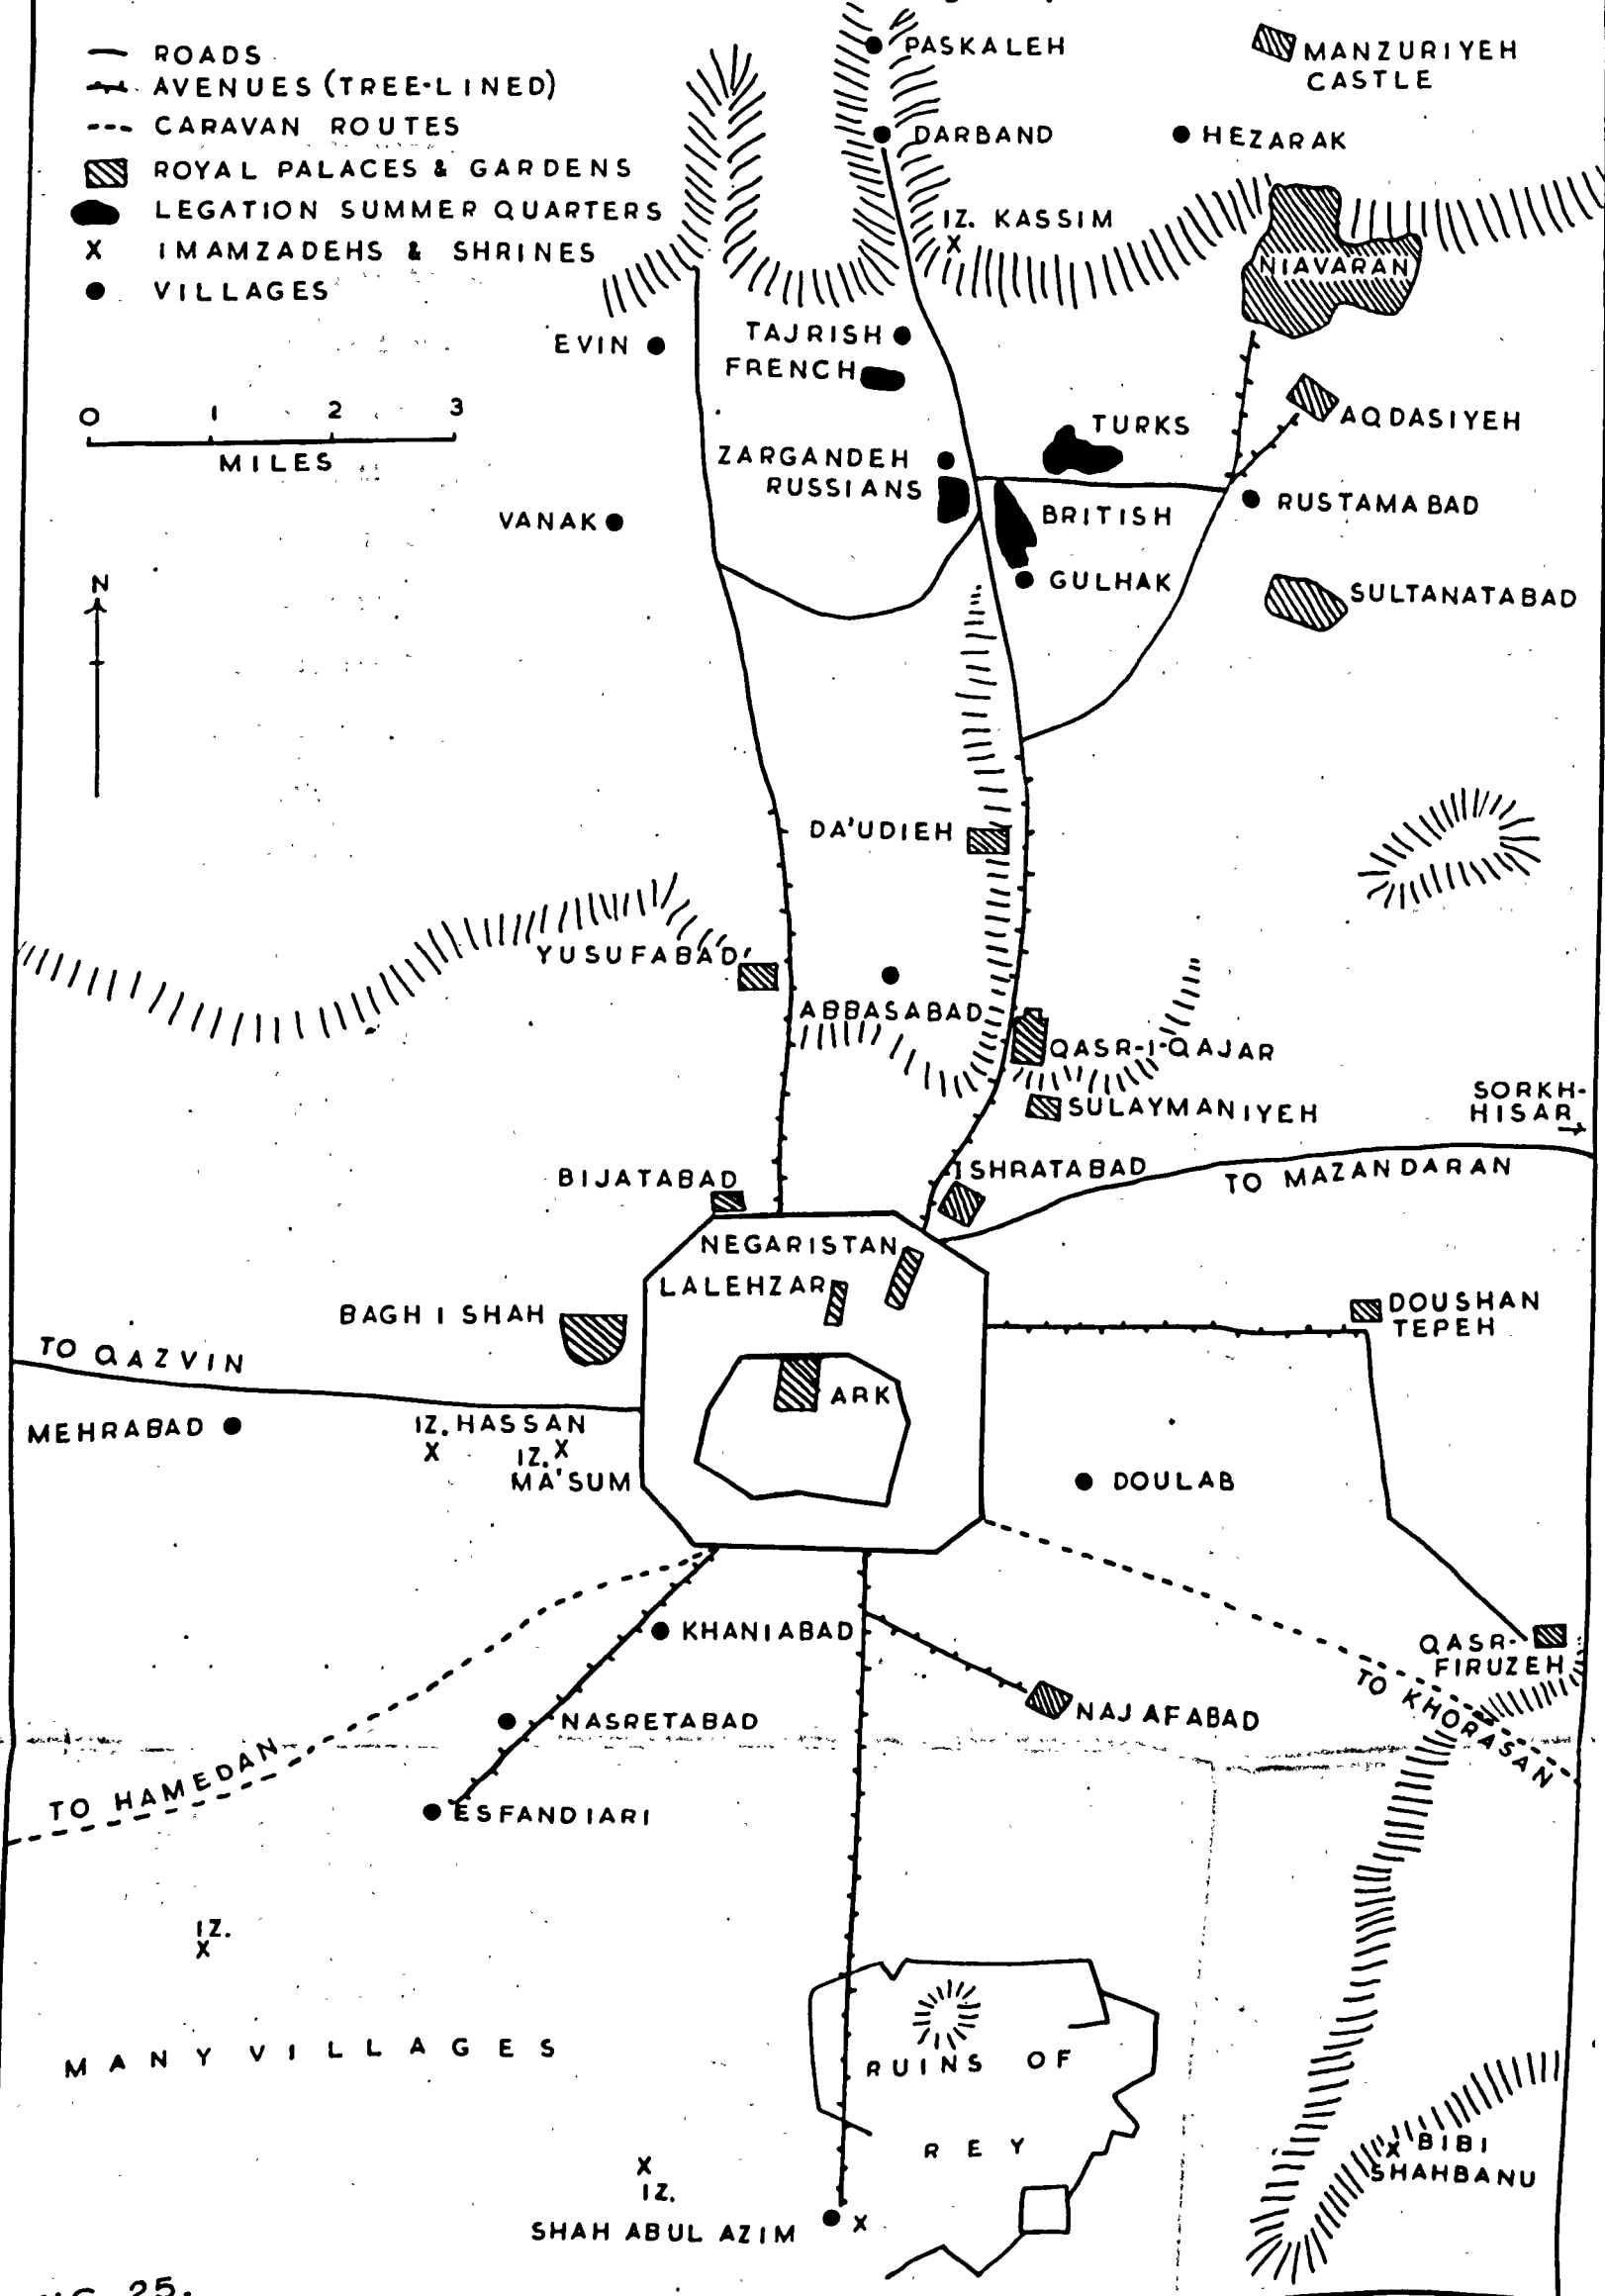 ROADS
AVENUES (TREE-LINED)
CARAVAN ROUTES
ROYAL PALACES & GARDENS
LEGATION SUMMER QUARTERS
X IMAMZADEHS & SHRINES
VILLAGES
0 1 2 3
MILES
N
PASKALEH
MANZURIYEH
CASTLE
DARBAND
HEZARAK
IZ. KASSIM
X
NIAVARAN
EVIN
TAJRISH
FRENCH
AQDASIYEH
TURKS
ZARGANDEH
RUSSIANS
RUSTAMABAD
VANAK
BRITISH
GULHAK
SULTANATABAD
DA'UDIEH
YUSUFABAD
ABBASABAD
QASR-I-QAJAR
SULAYMANIYEH
SORKH-
HISAR
ISHRATABAD
TO MAZANDARAN
BIJATABAD
NEGARISTAN
LALEHZAR
BAGH I SHAH
DOUSHAN
TEPEH
TO QAZVIN
ARK
MEHRABAD
IZ. HASSAN
X
IZ. X
MA'SUM
DOULAB
KHANIABAD
QASR-
FIRUZEH
TO KHORASAN
NASRETABAD
NAJAFABAD
TO HAMEDAN
ESFANDIARI
IZ.
X
MANY VILLAGES
RUINS OF
REY
X
IZ.
X BIBI
SHAHBANU
SHAH ABUL AZIM X
25.